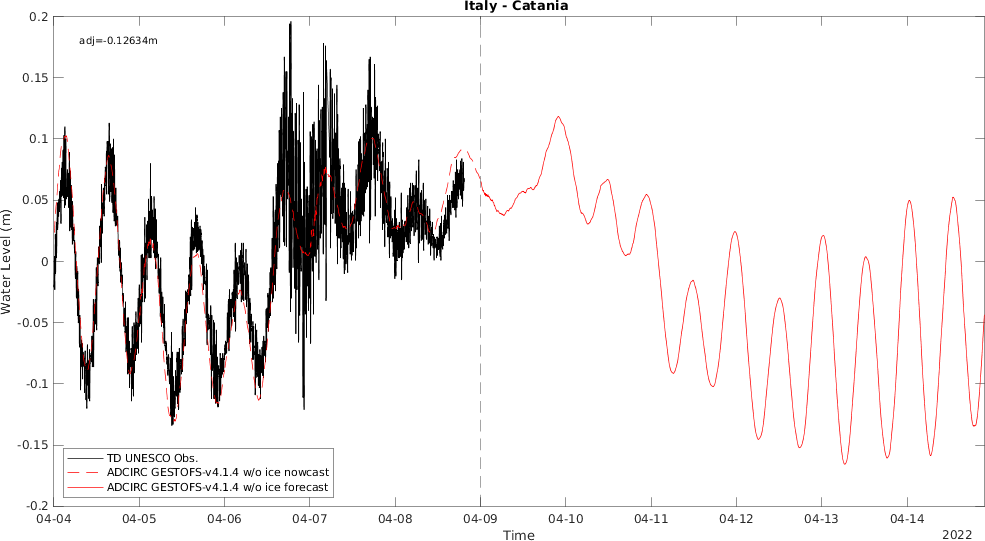 Italy - Catania
adj=-0.12634m
0.2
0.15
0.1
0.05
0
-0.05
-0.1
-0.15
-0.2
Water Level (m)
TD UNESCO Obs.
ADCIRC GESTOFS-v4.1.4 w/o ice nowcast
ADCIRC GESTOFS-v4.1.4 w/o ice forecast
04-04 04-05 04-06 04-07 04-08 04-09 04-10 04-11 04-12 04-13 04-14
Time
2022